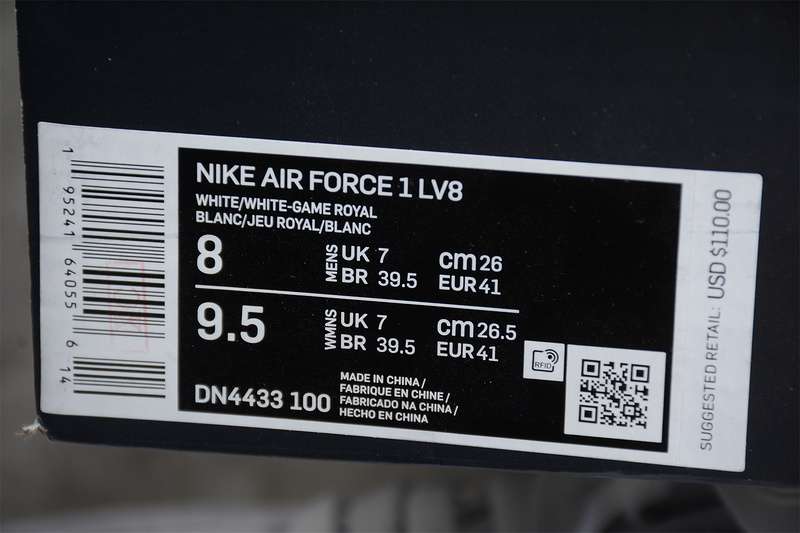 1 95241 64055 6 14
NIKE AIR FORCE 1 LV8
WHITE/WHITE-GAME ROYAL
BLANC/JEU ROYAL/BLANC
8 MENS UK 7 cm 26
BR 39.5 EUR 41
9.5 WMNS UK 7 cm 26.5
BR 39.5 EUR 41
RFID
DN4433 100
MADE IN CHINA /
FABRIQUE EN CHINE /
FABRICADO NA CHINA /
HECHO EN CHINA
SUGGESTED RETAIL: USD $110.00